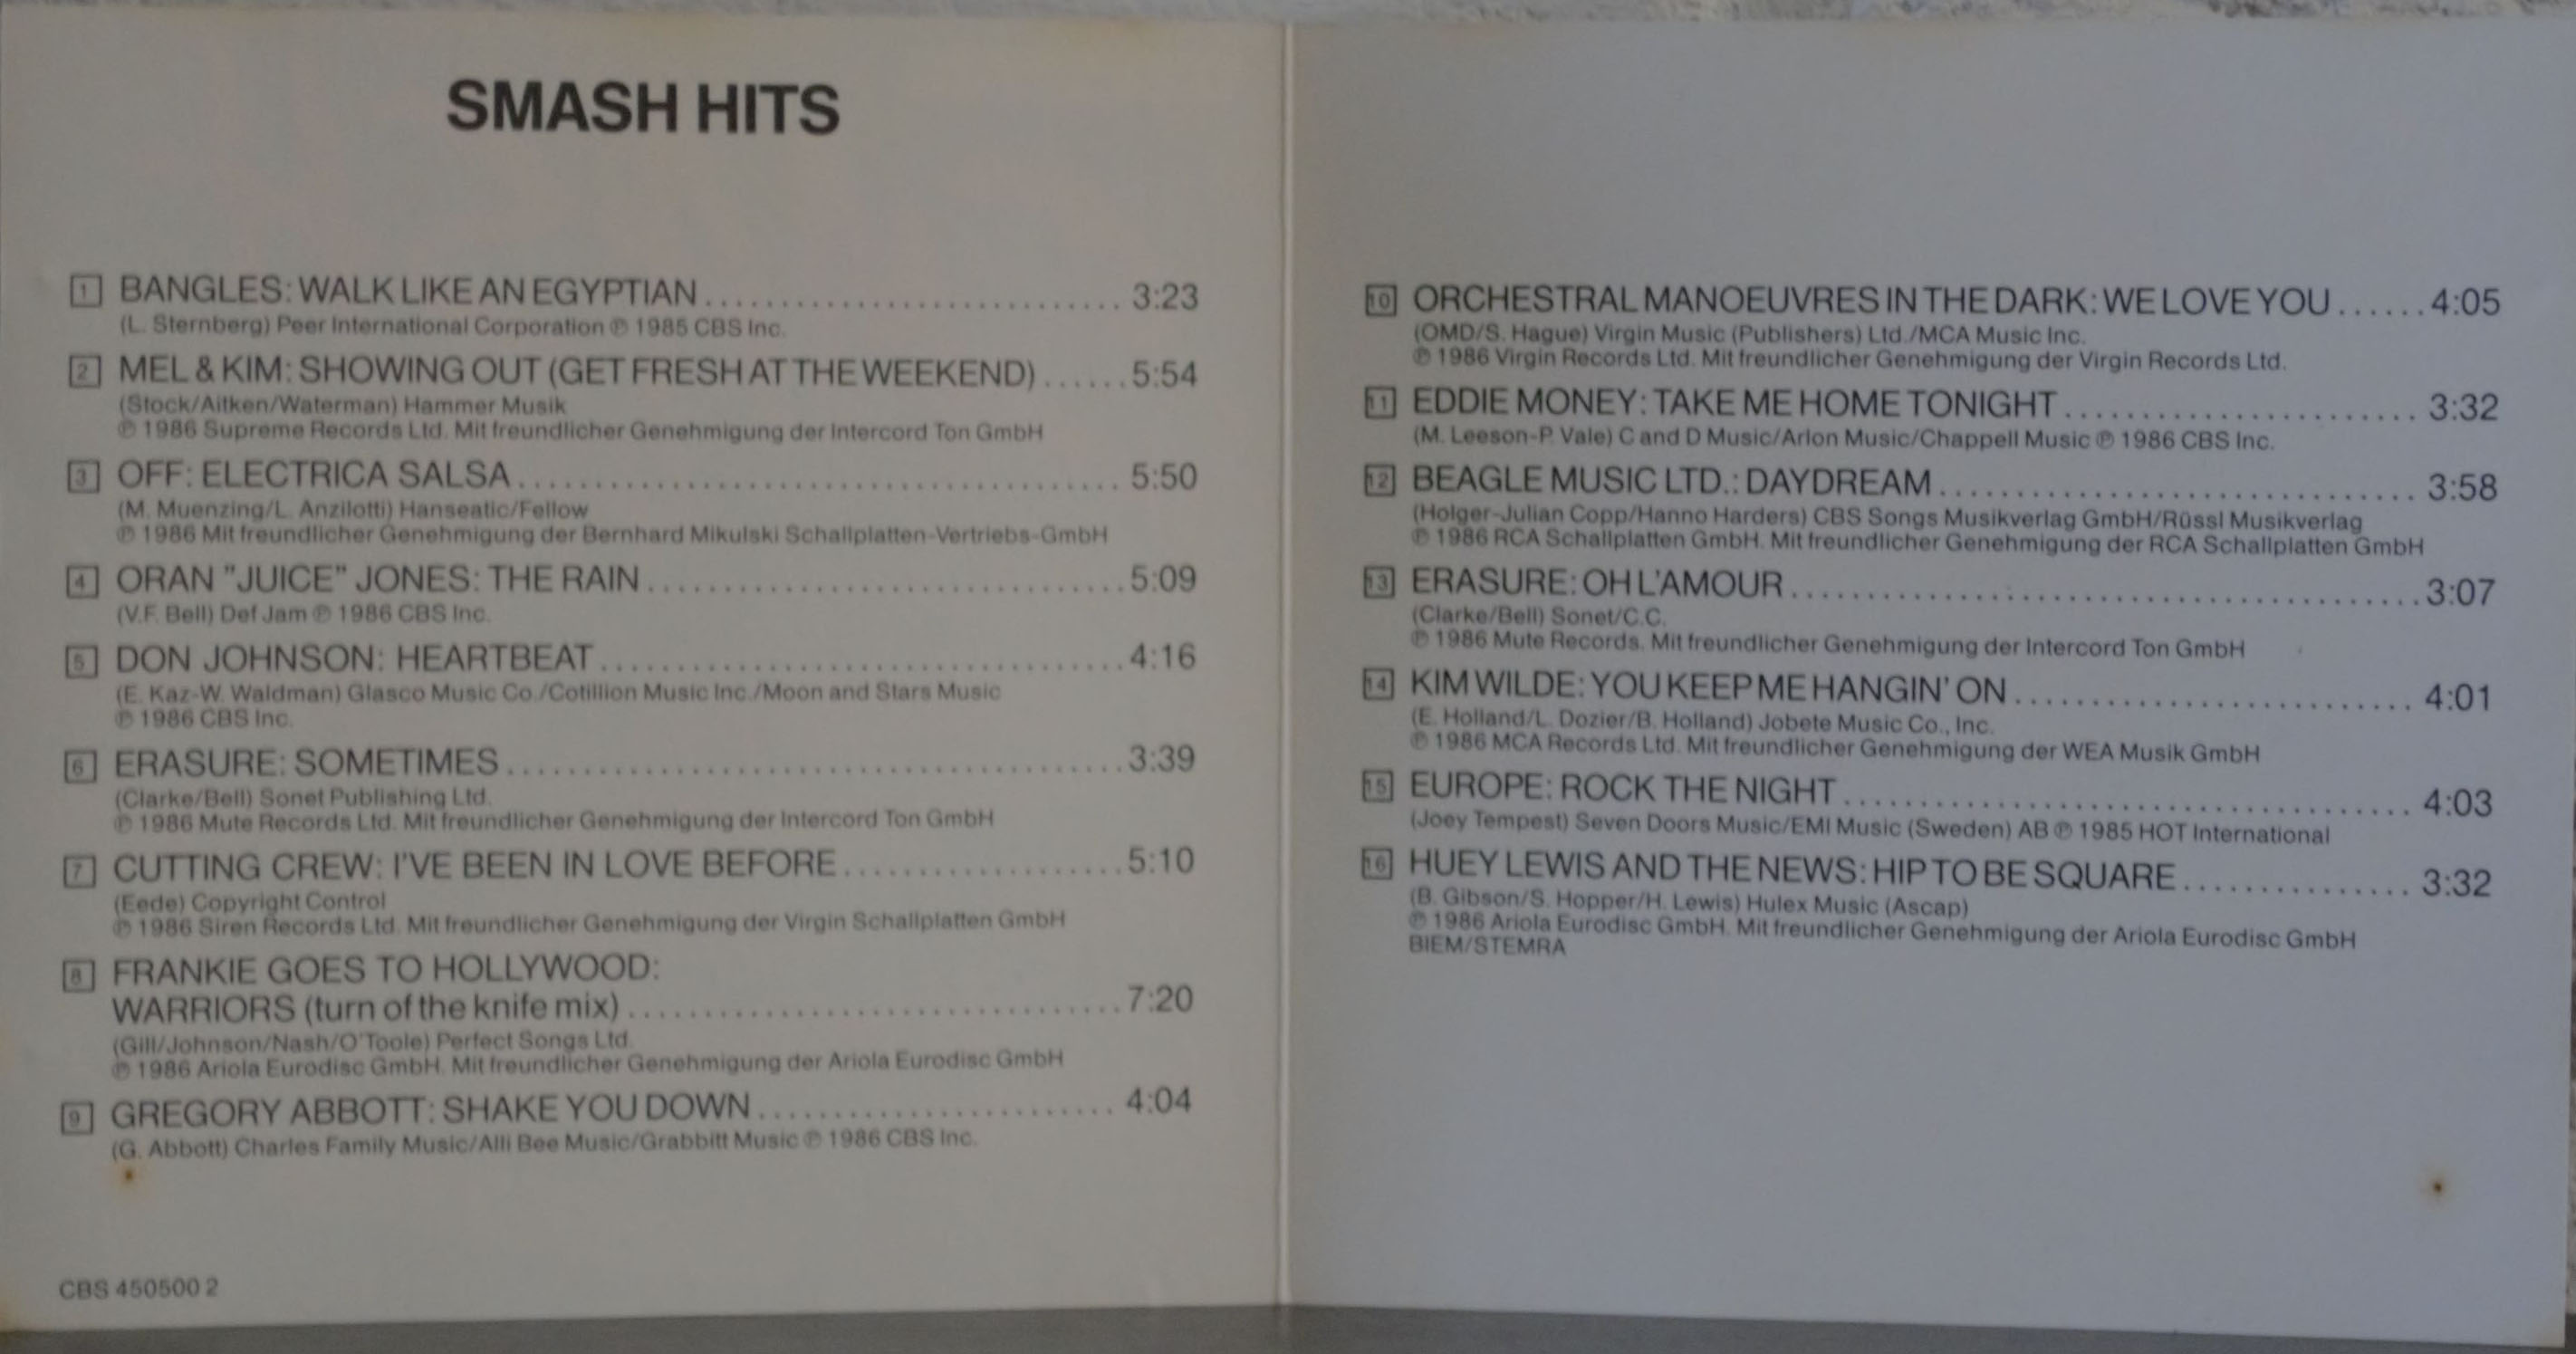 SMASH HITS
1 BANGLES: WALK LIKE AN EGYPTIAN ............................ 3:23
(L. Sternberg) Peer International Corporation ℗ 1985 CBS Inc.
2 MEL & KIM: SHOWING OUT (GET FRESH AT THE WEEKEND) ...... 5:54
(Stock/Aitken/Waterman) Hammer Musik
℗ 1986 Supreme Records Ltd. Mit freundlicher Genehmigung der Intercord Ton GmbH
3 OFF: ELECTRICA SALSA ........................................ 5:50
(M. Muenzing/L. Anzilotti) Hanseatic/Fellow
℗ 1986 Mit freundlicher Genehmigung der Bernhard Mikulski Schallplatten-Vertriebs-GmbH
4 ORAN "JUICE" JONES: THE RAIN ................................ 5:09
(V.F. Bell) Def Jam ℗ 1986 CBS Inc.
5 DON JOHNSON: HEARTBEAT ................................... 4:16
(E. Kaz-W. Waldman) Glasco Music Co./Cotillion Music Inc./Moon and Stars Music
℗ 1986 CBS Inc.
6 ERASURE: SOMETIMES ......................................... 3:39
(Clarke/Bell) Sonet Publishing Ltd.
℗ 1986 Mute Records Ltd. Mit freundlicher Genehmigung der Intercord Ton GmbH
7 CUTTING CREW: I'VE BEEN IN LOVE BEFORE ................... 5:10
(Eede) Copyright Control
℗ 1986 Siren Records Ltd. Mit freundlicher Genehmigung der Virgin Schallplatten GmbH
8 FRANKIE GOES TO HOLLYWOOD:
WARRIORS (turn of the knife mix) ................................. 7:20
(Gill/Johnson/Nash/O'Toole) Perfect Songs Ltd.
℗ 1986 Ariola Eurodisc GmbH. Mit freundlicher Genehmigung der Ariola Eurodisc GmbH
9 GREGORY ABBOTT: SHAKE YOU DOWN ........................ 4:04
(G. Abbott) Charles Family Music/Alli Bee Music/Grabbitt Music ℗ 1986 CBS Inc.
CBS 450500 2
10 ORCHESTRAL MANOEUVRES IN THE DARK: WE LOVE YOU ...... 4:05
(OMD/S. Hague) Virgin Music (Publishers) Ltd./MCA Music Inc.
℗ 1986 Virgin Records Ltd. Mit freundlicher Genehmigung der Virgin Records Ltd.
11 EDDIE MONEY: TAKE ME HOME TONIGHT ........................ 3:32
(M. Leeson-P. Vale) C and D Music/Arlon Music/Chappell Music ℗ 1986 CBS Inc.
12 BEAGLE MUSIC LTD.: DAYDREAM ................................ 3:58
(Holger-Julian Copp/Hanno Harders) CBS Songs Musikverlag GmbH/Rüssl Musikverlag
℗ 1986 RCA Schallplatten GmbH. Mit freundlicher Genehmigung der RCA Schallplatten GmbH
13 ERASURE: OH L'AMOUR .......................................... 3:07
(Clarke/Bell) Sonet/C.C.
℗ 1986 Mute Records. Mit freundlicher Genehmigung der Intercord Ton GmbH
14 KIM WILDE: YOU KEEP ME HANGIN' ON ........................... 4:01
(E. Holland/L. Dozier/B. Holland) Jobete Music Co., Inc.
℗ 1986 MCA Records Ltd. Mit freundlicher Genehmigung der WEA Musik GmbH
15 EUROPE: ROCK THE NIGHT ...................................... 4:03
(Joey Tempest) Seven Doors Music/EMI Music (Sweden) AB ℗ 1985 HOT International
16 HUEY LEWIS AND THE NEWS: HIP TO BE SQUARE ............... 3:32
(B. Gibson/S. Hopper/H. Lewis) Hulex Music (Ascap)
℗ 1986 Ariola Eurodisc GmbH. Mit freundlicher Genehmigung der Ariola Eurodisc GmbH
BIEM/STEMRA